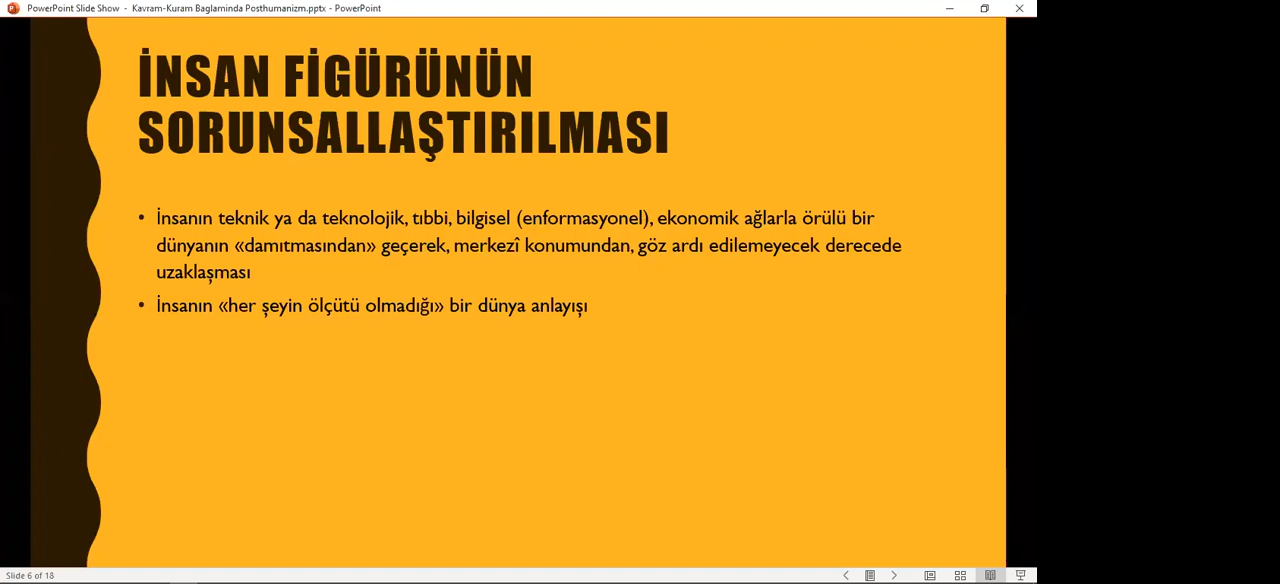 PowerPoint Slide Show - Kavram-Kuram Baglaminda Posthumanizm.pptx - PowerPoint
İNSAN FİGÜRÜNÜN
SORUNSALLAŞTIRILMASI
• İnsanın teknik ya da teknolojik, tıbbi, bilgisel (enformasyonel), ekonomik ağlarla örülü bir
dünyanın «damıtmasından» geçerek, merkezî konumundan, göz ardı edilemeyecek derecede
uzaklaşması
• İnsanın «her şeyin ölçütü olmadığı» bir dünya anlayışı
Slide 6 of 18